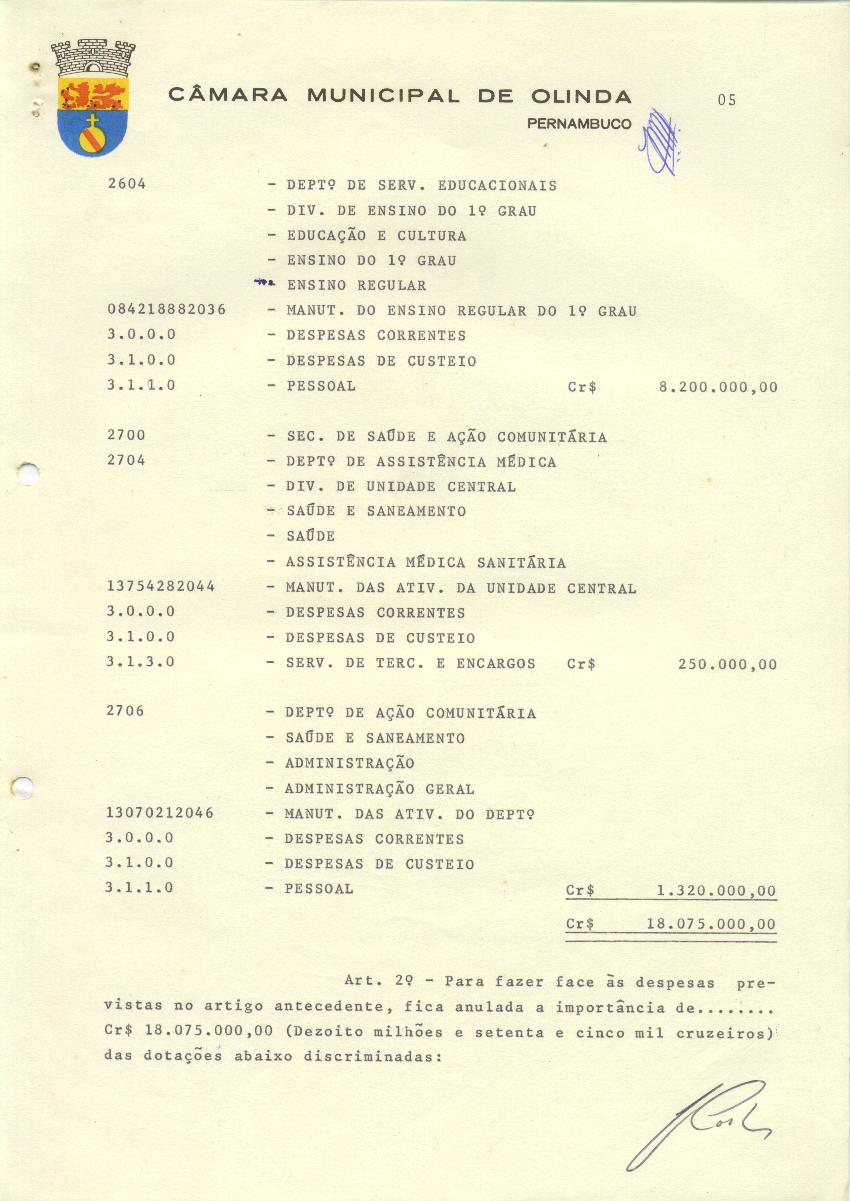 CÂMARA MUNICIPAL DE OLINDA 05
PERNAMBUCO
2604 - DEPTº DE SERV. EDUCACIONAIS
- DIV. DE ENSINO DO 1º GRAU
- EDUCAÇÃO E CULTURA
- ENSINO DO 1º GRAU
- ENSINO REGULAR
084218882036 - MANUT. DO ENSINO REGULAR DO 1º GRAU
3.0.0.0 - DESPESAS CORRENTES
3.1.0.0 - DESPESAS DE CUSTEIO
3.1.1.0 - PESSOAL Cr$ 8.200.000,00
2700 - SEC. DE SAÚDE E AÇÃO COMUNITÁRIA
2704 - DEPTº DE ASSISTÊNCIA MÉDICA
- DIV. DE UNIDADE CENTRAL
- SAÚDE E SANEAMENTO
- SAÚDE
- ASSISTÊNCIA MÉDICA SANITÁRIA
13754282044 - MANUT. DAS ATIV. DA UNIDADE CENTRAL
3.0.0.0 - DESPESAS CORRENTES
3.1.0.0 - DESPESAS DE CUSTEIO
3.1.3.0 - SERV. DE TERC. E ENCARGOS Cr$ 250.000,00
2706 - DEPTº DE AÇÃO COMUNITÁRIA
- SAÚDE E SANEAMENTO
- ADMINISTRAÇÃO
- ADMINISTRAÇÃO GERAL
13070212046 - MANUT. DAS ATIV. DO DEPTº
3.0.0.0 - DESPESAS CORRENTES
3.1.0.0 - DESPESAS DE CUSTEIO
3.1.1.0 - PESSOAL Cr$ 1.320.000,00
Cr$ 18.075.000,00
Art. 2º - Para fazer face às despesas pre-
vistas no artigo antecedente, fica anulada a importância de........
Cr$ 18.075.000,00 (Dezoito milhões e setenta e cinco mil cruzeiros)
das dotações abaixo discriminadas: